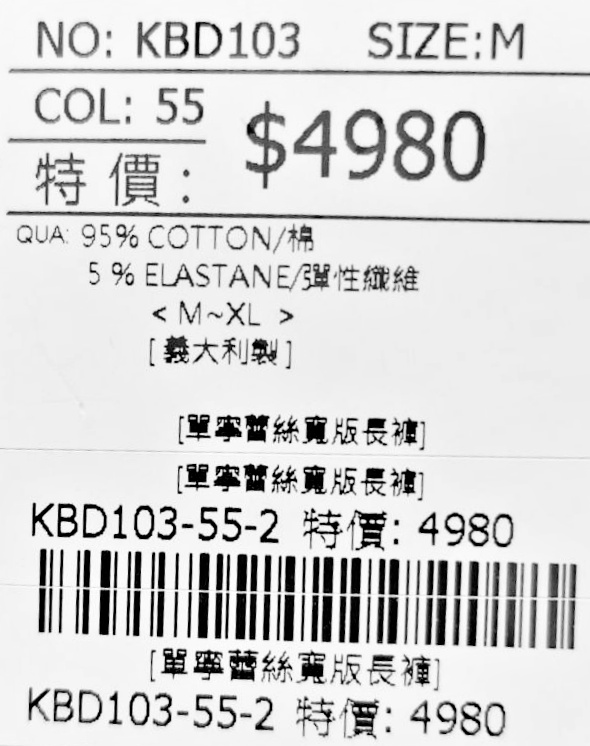 NO: KBD103 SIZE:M
COL: 55
$4980
特價:
QUA: 95% COTTON/棉
5 % ELASTANE/彈性纖維
< M~XL >
[義大利製]
[單寧蕾絲寬版長褲]
[單寧蕾絲寬版長褲]
KBD103-55-2 特價: 4980
[單寧蕾絲寬版長褲]
KBD103-55-2 特價: 4980